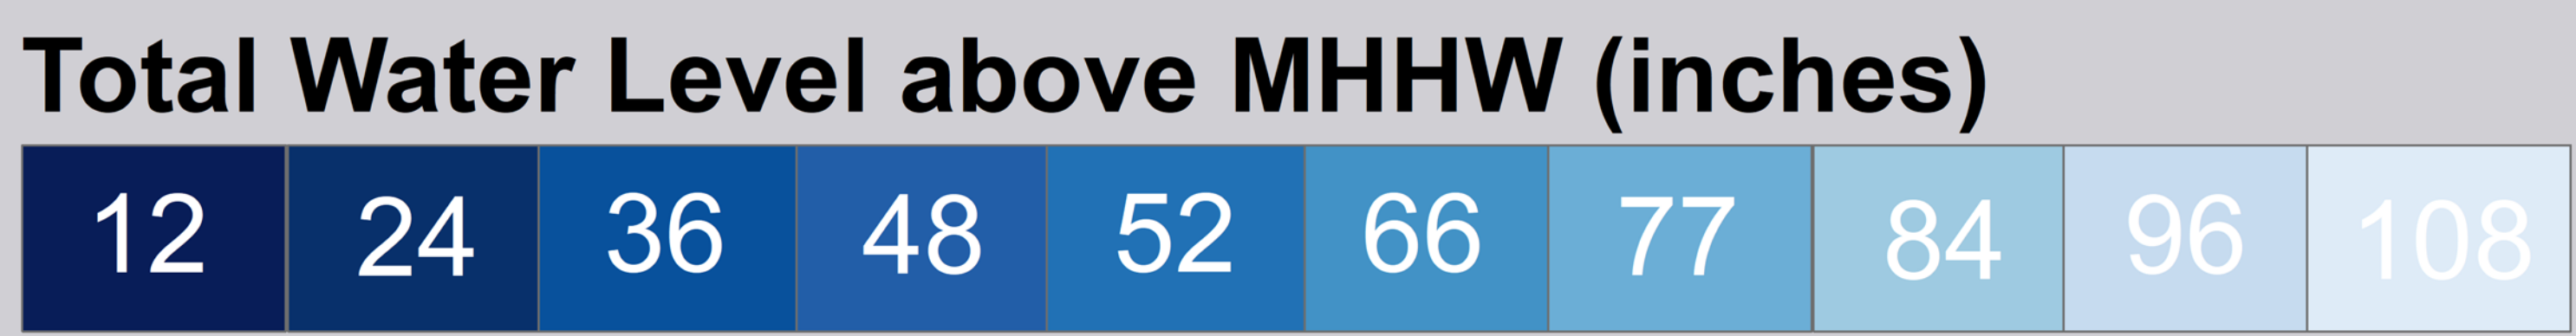 Total Water Level above MHHW (inches)
12 24 36 48 52 66 77 84 96 108